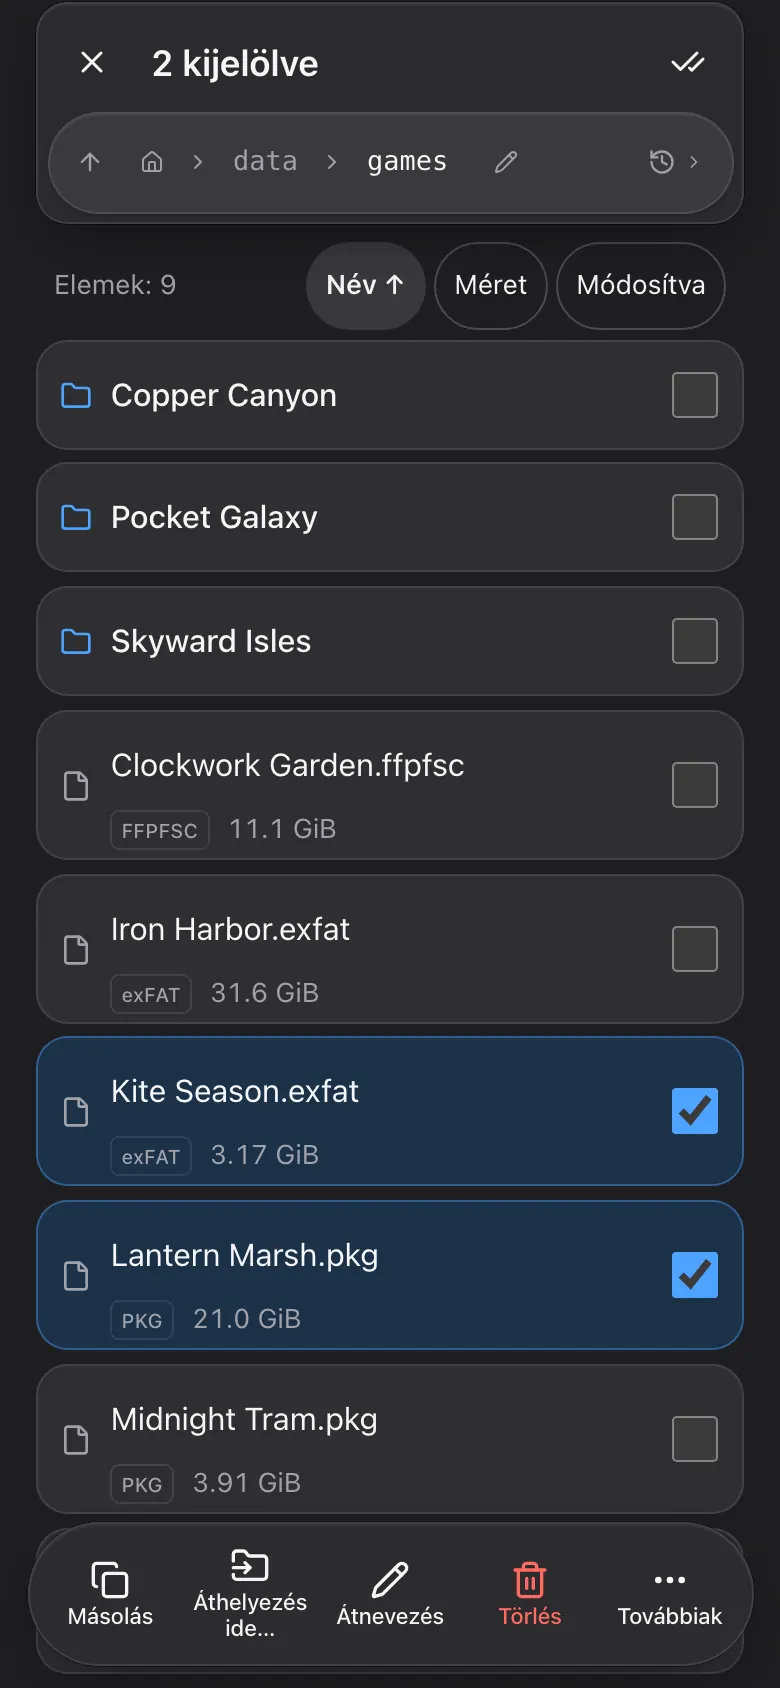 2 kijelölve
data > games
Elemek: 9
Név ↑
Méret
Módosítva
Copper Canyon
Pocket Galaxy
Skyward Isles
Clockwork Garden.ffpfsc
FFPFSC 11.1 GiB
Iron Harbor.exfat
exFAT 31.6 GiB
Kite Season.exfat
exFAT 3.17 GiB
Lantern Marsh.pkg
PKG 21.0 GiB
Midnight Tram.pkg
PKG 3.91 GiB
Másolás
Áthelyezés
ide...
Átnevezés
Törlés
Továbbiak